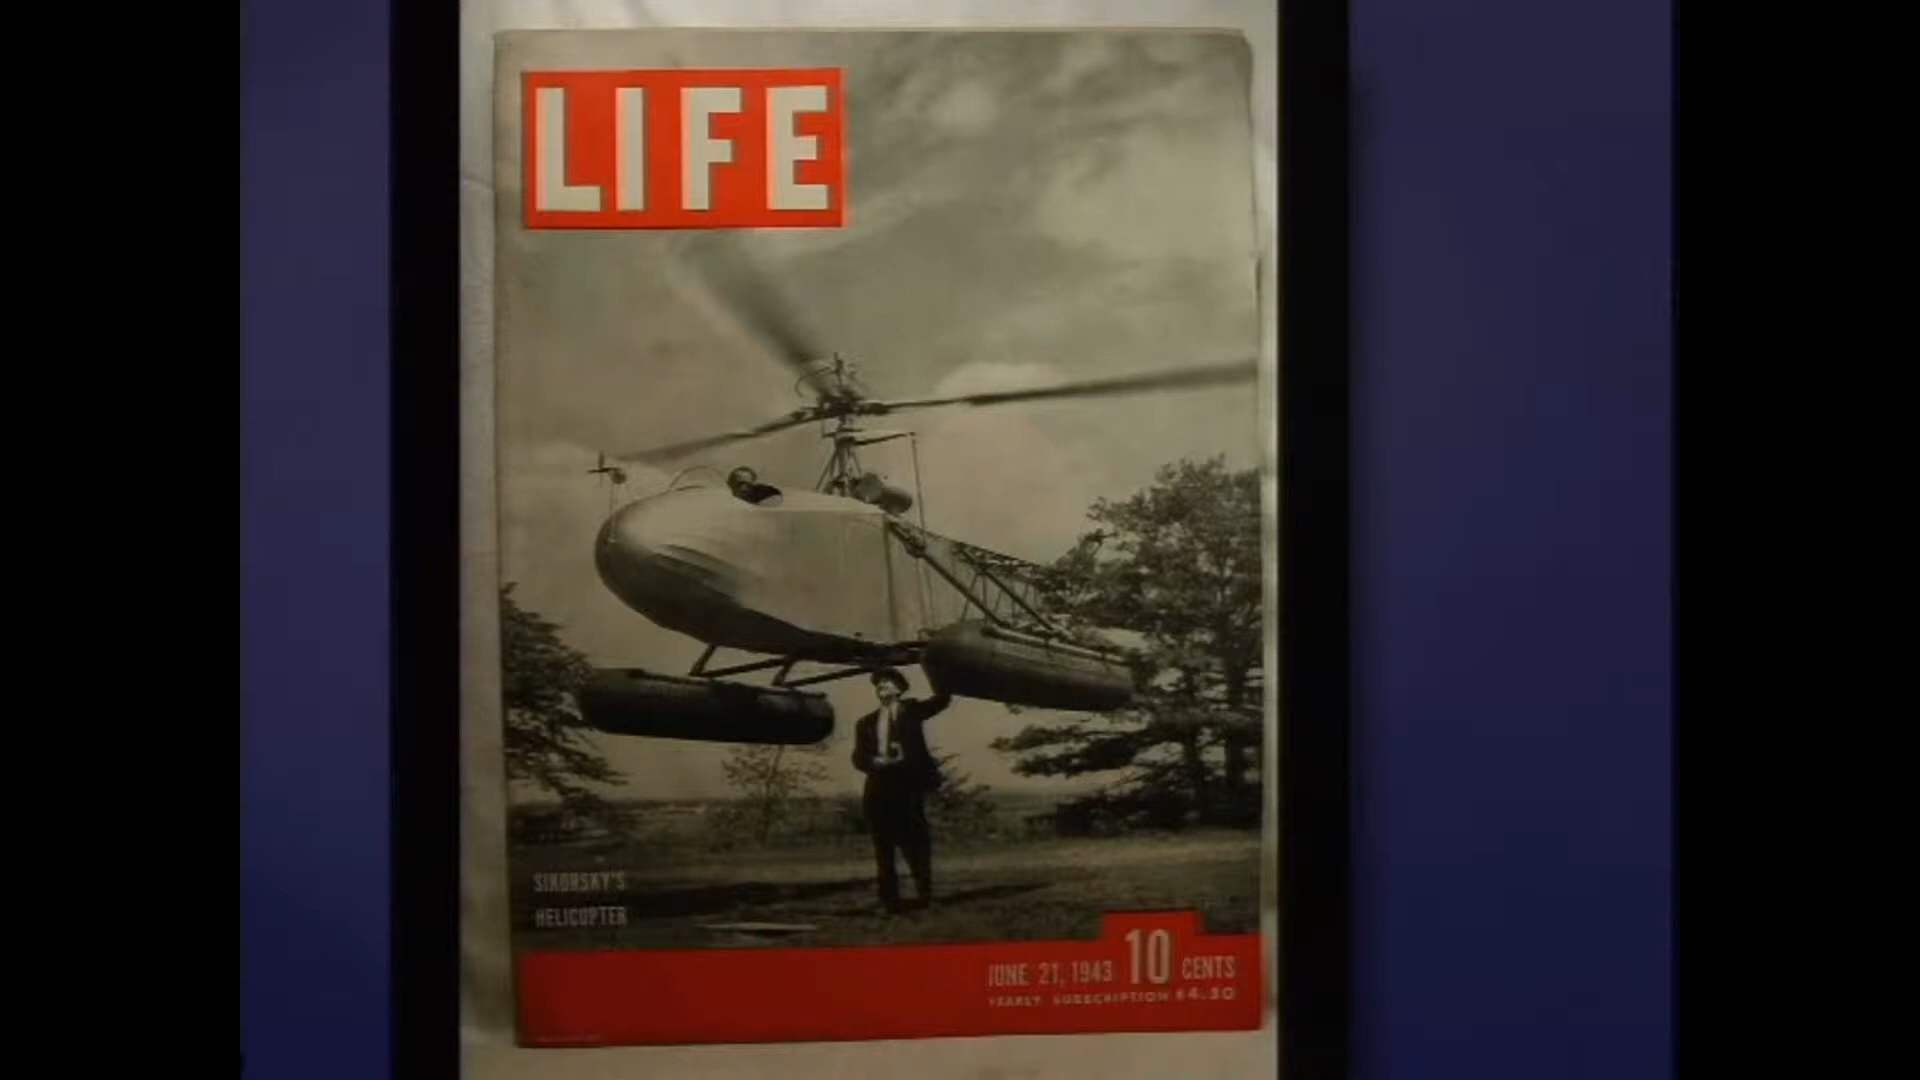 LIFE
SIKORSKY'S
HELICOPTER
JUNE 21, 1943 10 CENTS
YEARLY SUBSCRIPTION $4.50